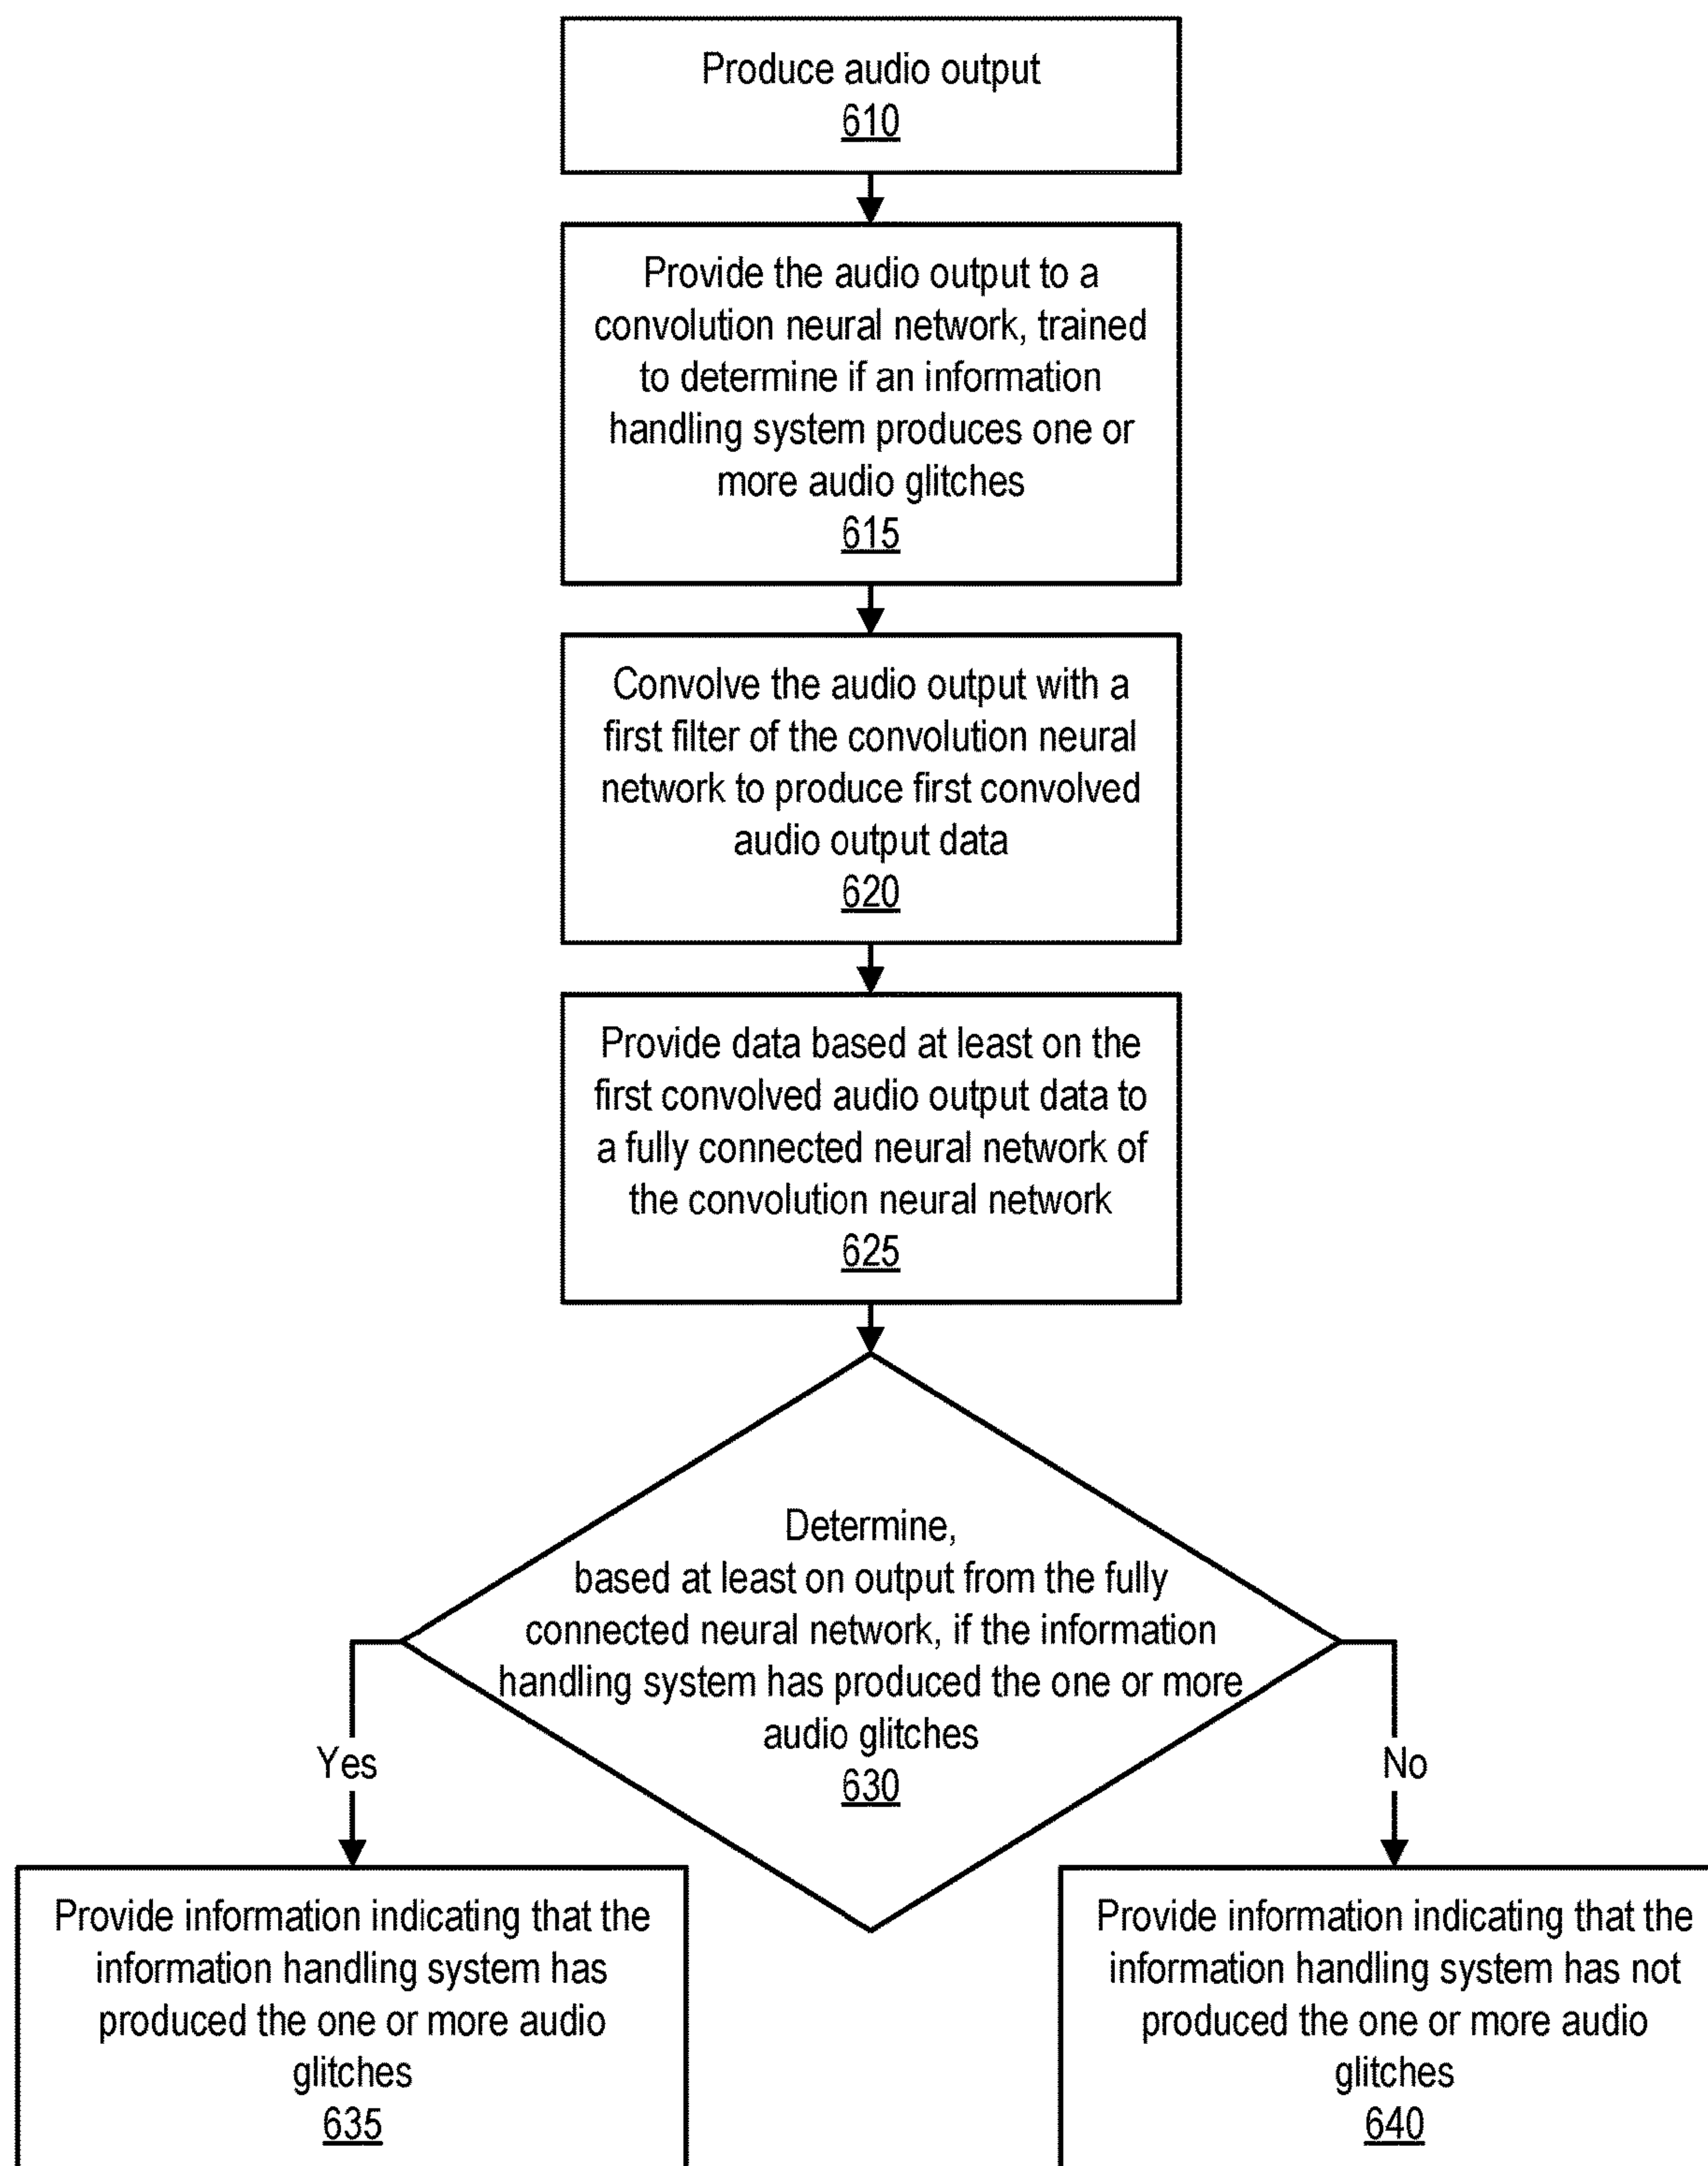 Produce audio output
610
Provide the audio output to a
convolution neural network, trained
to determine if an information
handling system produces one or
more audio glitches
615
Convolve the audio output with a
first filter of the convolution neural
network to produce first convolved
audio output data
620
Provide data based at least on the
first convolved audio output data to
a fully connected neural network of
the convolution neural network
625
Determine,
based at least on output from the fully
connected neural network, if the information
handling system has produced the one or more
audio glitches
630
Yes
No
Provide information indicating that the
information handling system has
produced the one or more audio
glitches
635
Provide information indicating that the
information handling system has not
produced the one or more audio
glitches
640